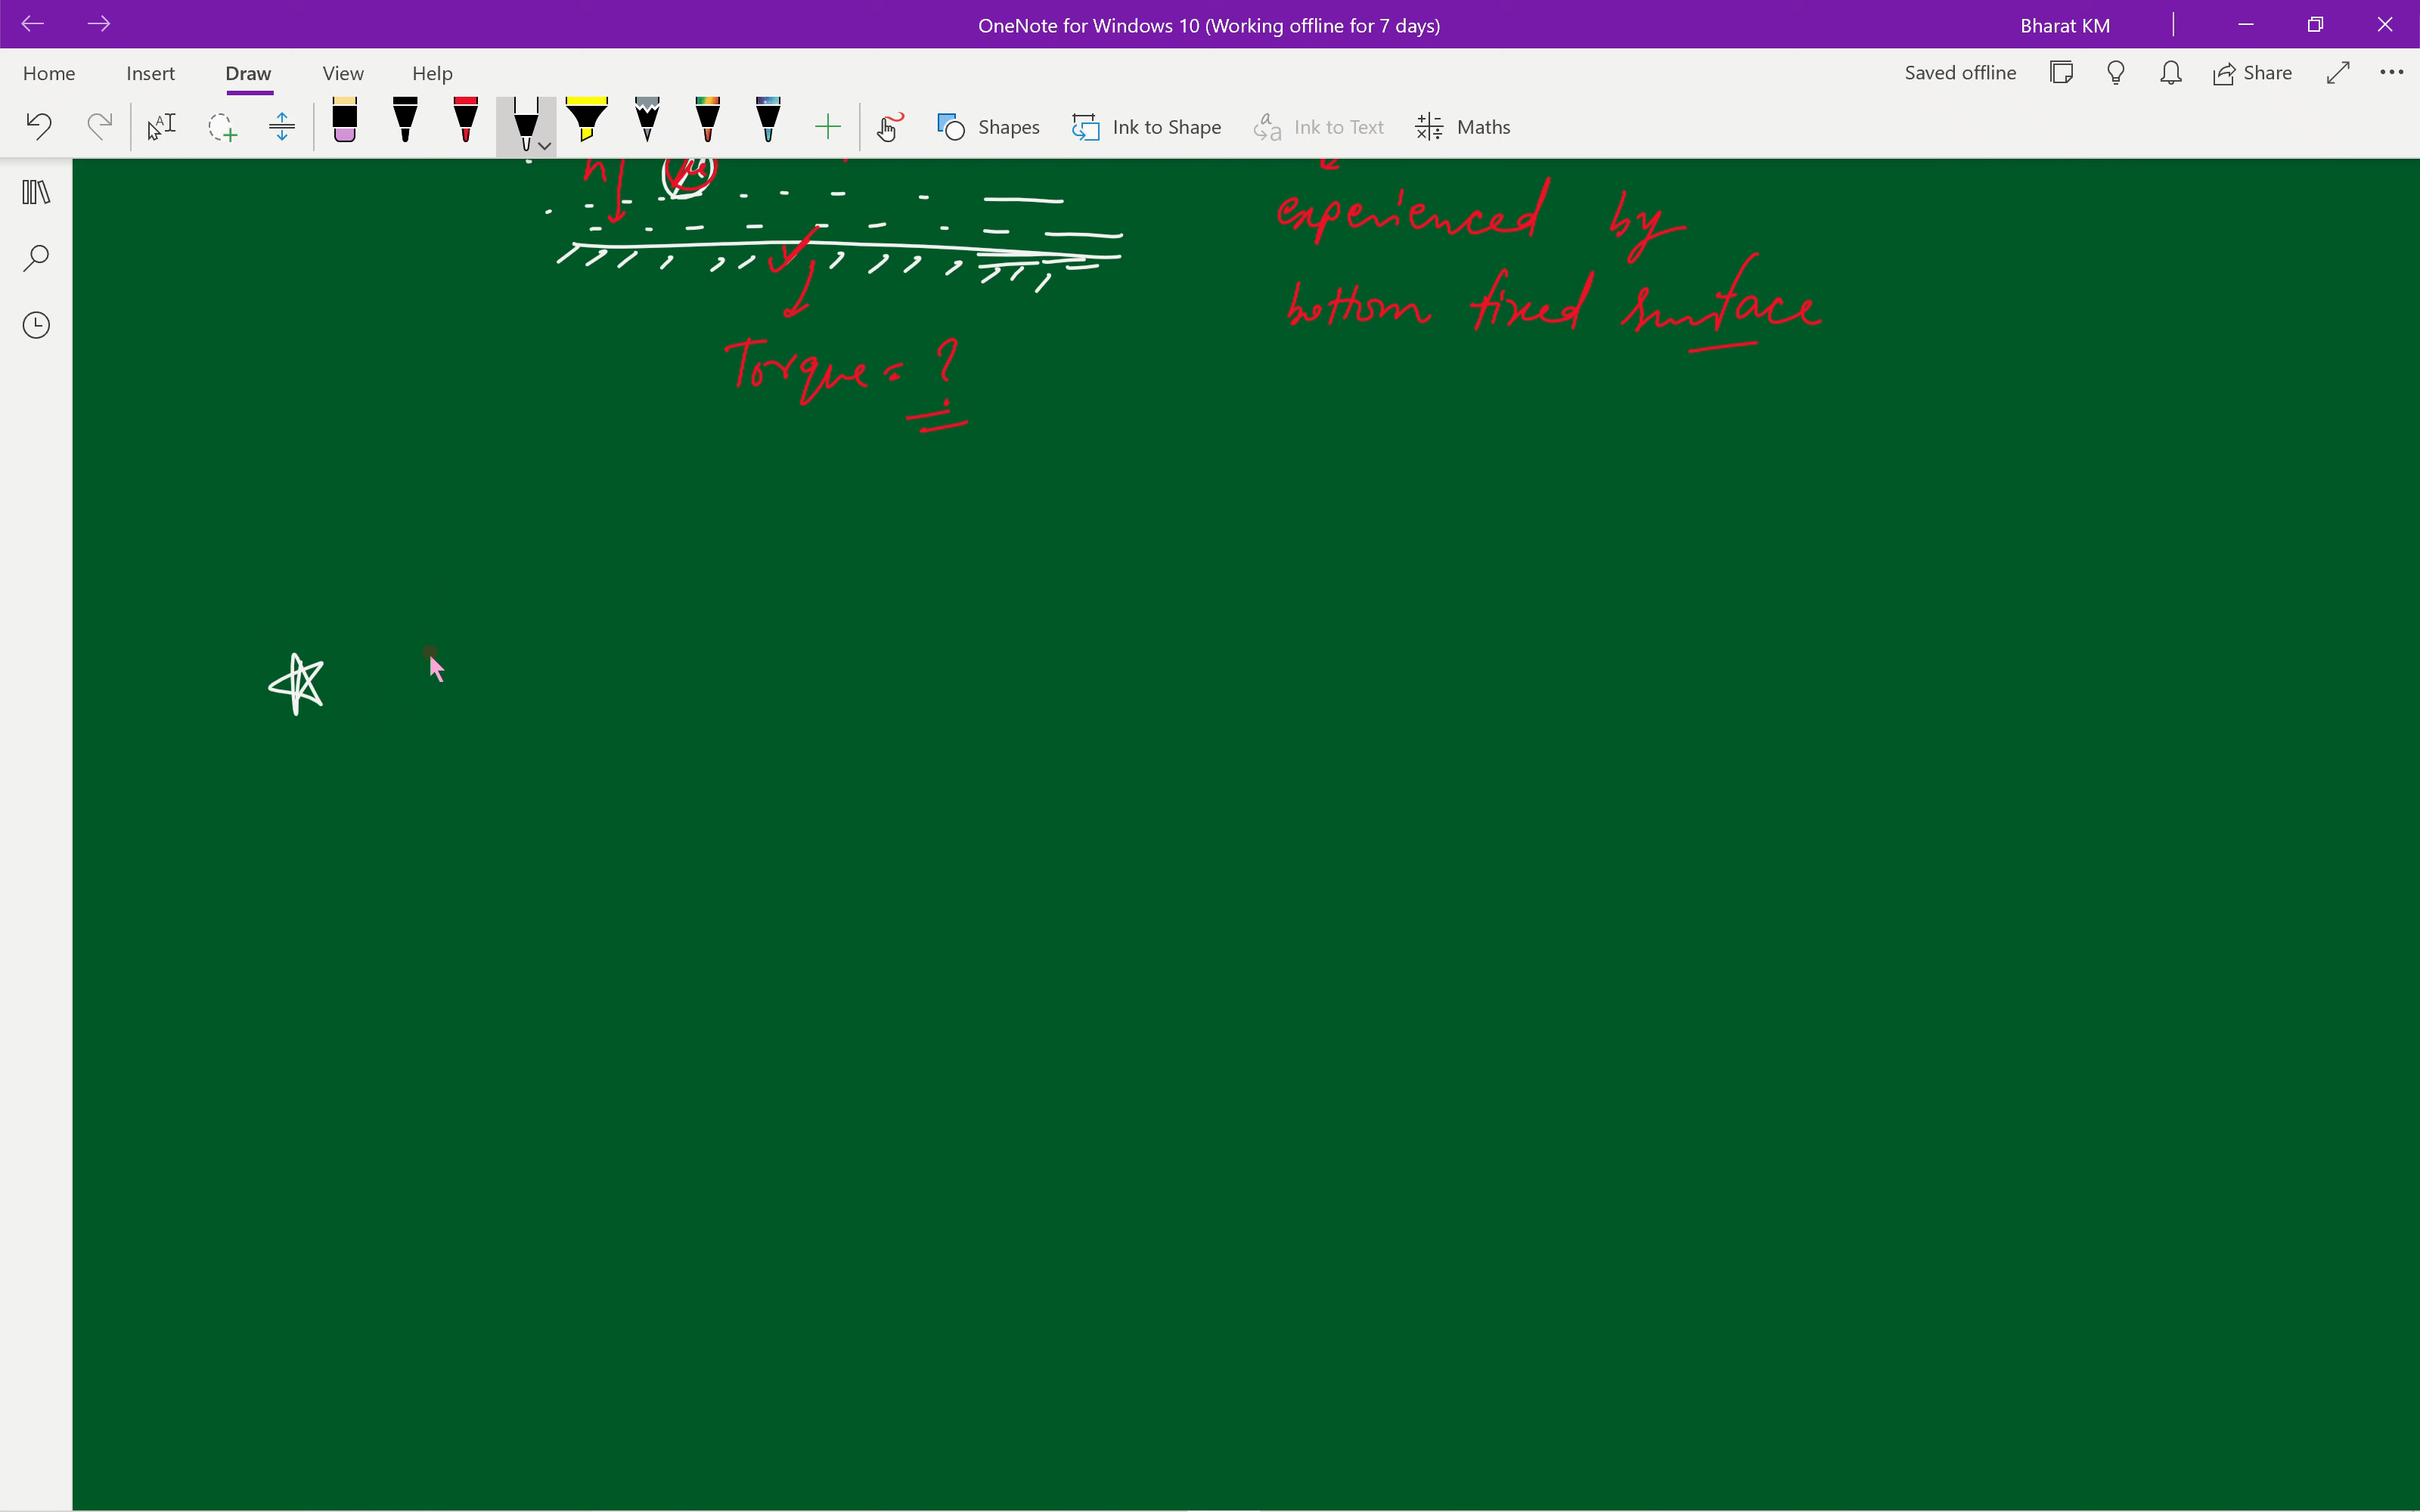 OneNote for Windows 10 (Working offline for 7 days)
Bharat KM
Home Insert Draw View Help
Saved offline
Share
Shapes
Ink to Shape
Ink to Text
Maths
h μ
experienced by
bottom fixed surface
Torque = ?